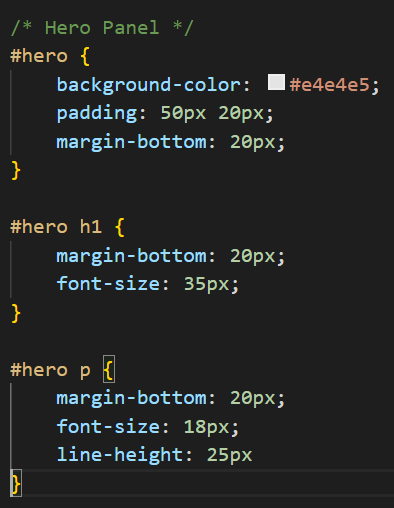 /* Hero Panel */
#hero {
    background-color: #e4e4e5;
    padding: 50px 20px;
    margin-bottom: 20px;
}

#hero h1 {
    margin-bottom: 20px;
    font-size: 35px;
}

#hero p {
    margin-bottom: 20px;
    font-size: 18px;
    line-height: 25px
}